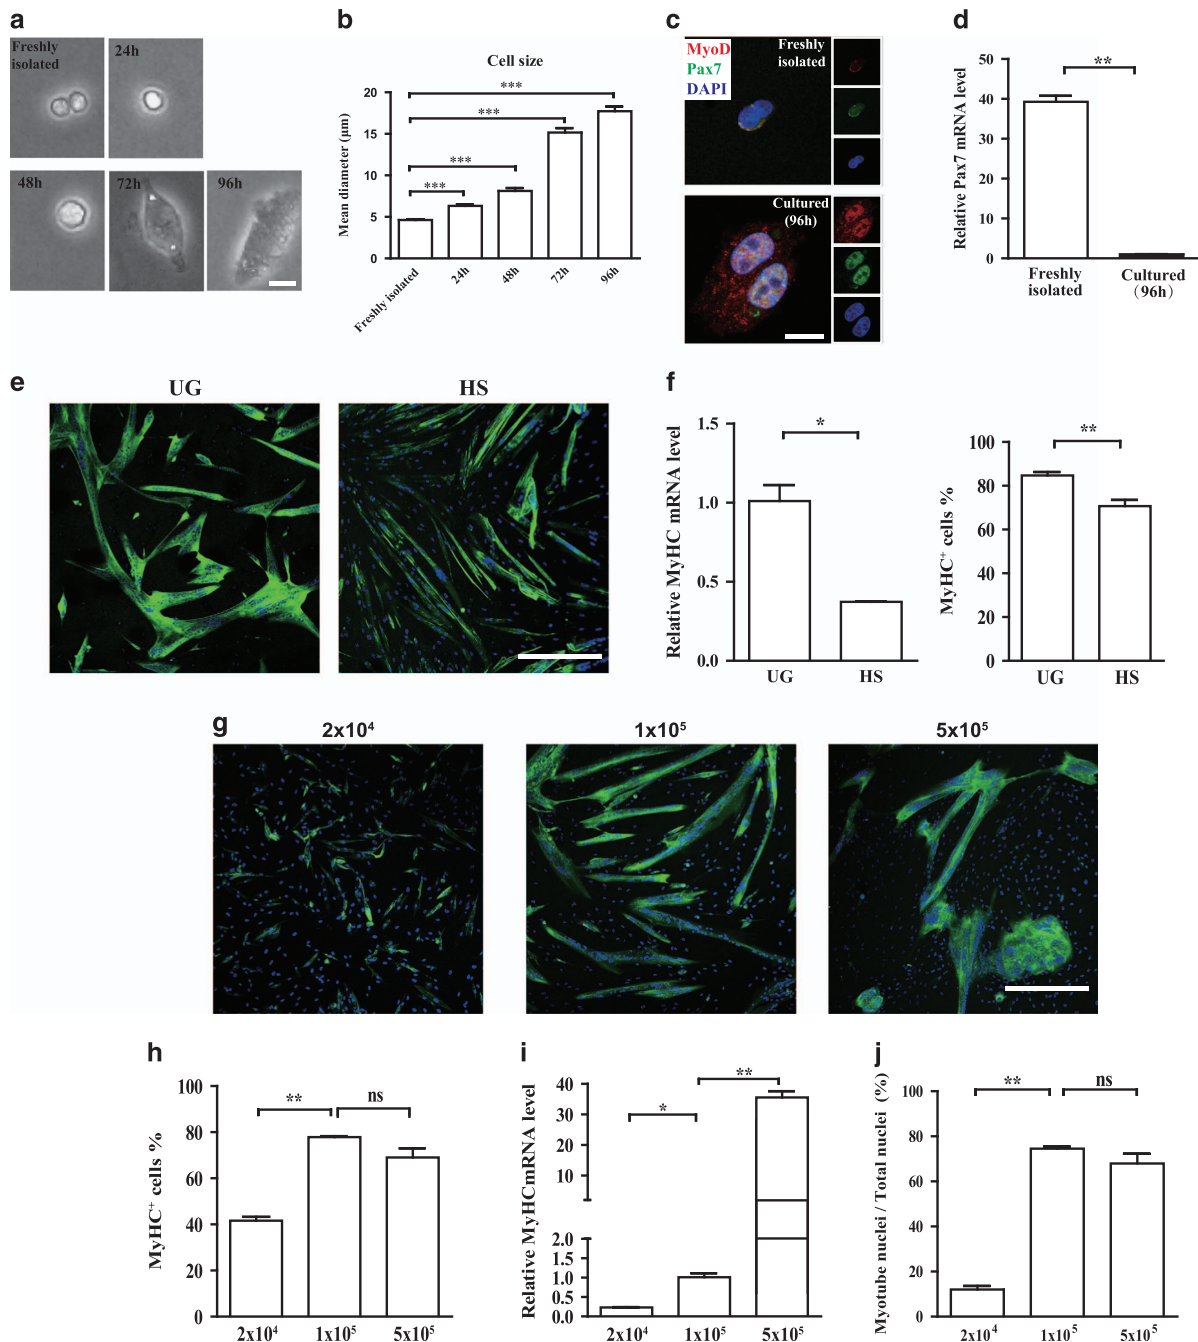 a
Freshly
isolated
24h
48h
72h
96h
b
Cell size
***
***
***
***
Mean diameter (μm)
20
15
10
5
0
Freshly isolated
24h
48h
72h
96h
c
MyoD
Pax7
DAPI
Freshly
isolated
Cultured
(96h)
d
**
Relative Pax7 mRNA level
50
40
30
20
10
0
Freshly
isolated
Cultured
(96h)
e
UG
HS
f
*
Relative MyHC mRNA level
1.5
1.0
0.5
0.0
UG
HS
**
MyHC⁺ cells %
100
80
60
40
20
0
UG
HS
g
2x10⁴
1x10⁵
5x10⁵
h
**
ns
MyHC⁺ cells %
100
80
60
40
20
0
2x10⁴
1x10⁵
5x10⁵
i
*
**
Relative MyHCmRNA level
40
30
20
10
2.0
1.5
1.0
0.5
0.0
2x10⁴
1x10⁵
5x10⁵
j
**
ns
Myotube nuclei / Total nuclei (%)
100
80
60
40
20
0
2x10⁴
1x10⁵
5x10⁵